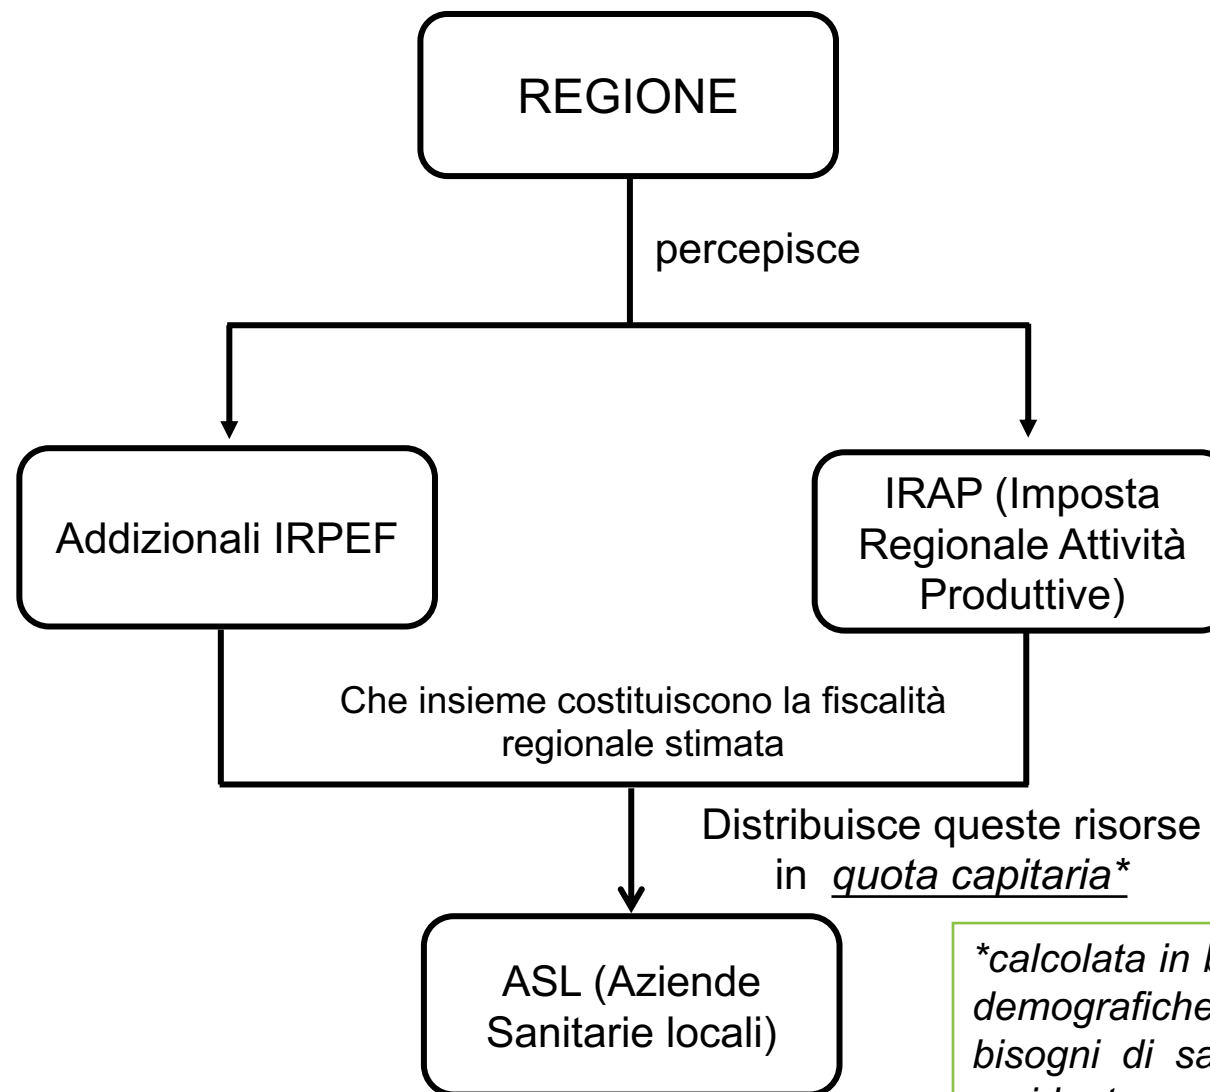 REGIONE
percepisce
Addizionali IRPEF
IRAP (Imposta
Regionale Attività
Produttive)
Che insieme costituiscono la fiscalità
regionale stimata
Distribuisce queste risorse
in quota capitaria*
ASL (Aziende
Sanitarie locali)
*calcolata in
demografiche
bisogni di